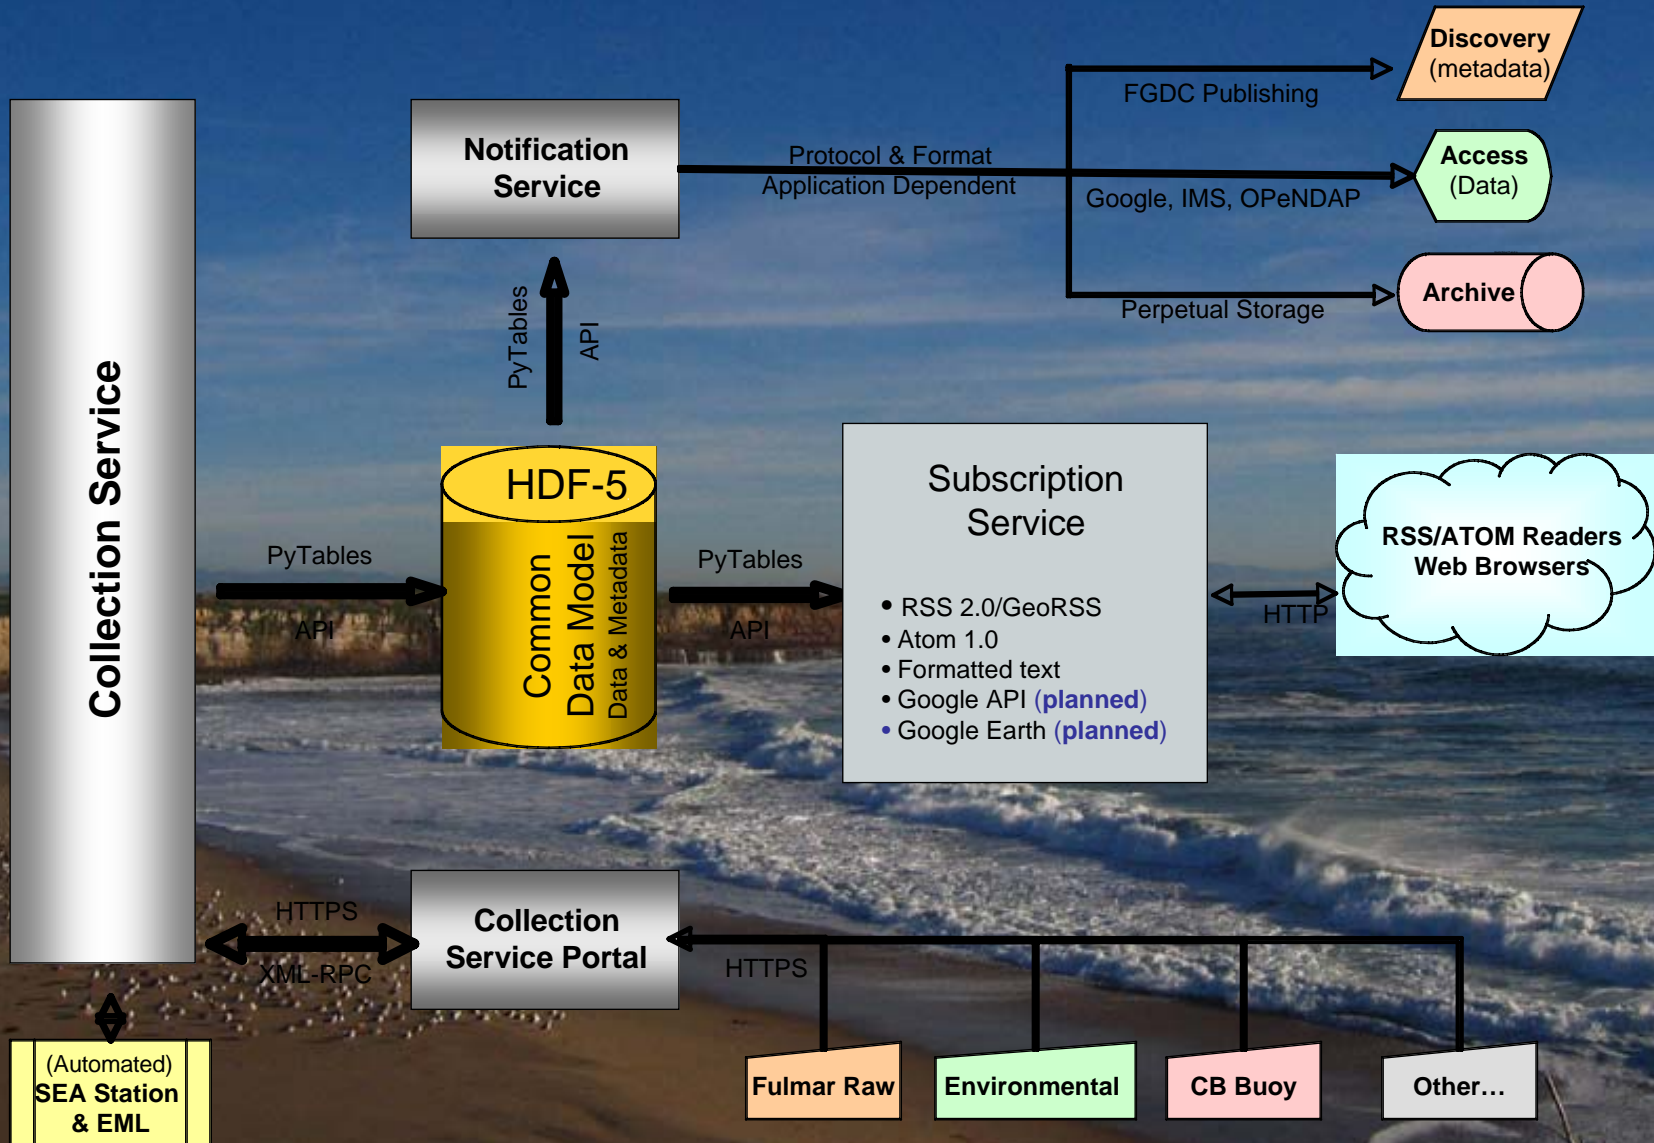 Discovery
(metadata)
FGDC Publishing
Notification
Service
Protocol & Format
Application Dependent
Access
(Data)
Google, IMS, OPeNDAP
Archive
Perpetual Storage
PyTables
API
Collection Service
HDF-5
Common
Data Model
Data & Metadata
PyTables
API
PyTables
API
Subscription
Service
• RSS 2.0/GeoRSS
• Atom 1.0
• Formatted text
• Google API (planned)
• Google Earth (planned)
HTTP
RSS/ATOM Readers
Web Browsers
HTTPS
XML-RPC
Collection
Service Portal
HTTPS
(Automated)
SEA Station
& EML
Fulmar Raw
Environmental
CB Buoy
Other…